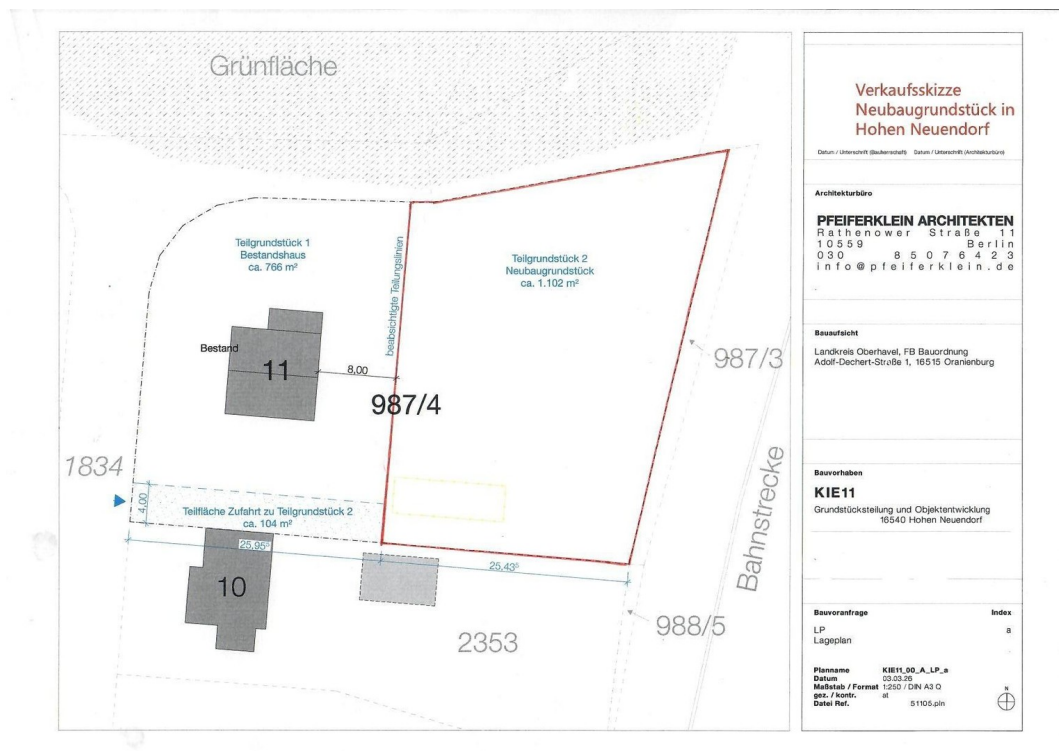 Grünfläche
Teilgrundstück 1
Bestandshaus
ca. 766 m²
beabsichtigte Teilungslinien
Teilgrundstück 2
Neubaugrundstück
ca. 1.102 m²
Bestand
11
8,00
987/4
987/3
1834
4,00
Teilfläche Zufahrt zu Teilgrundstück 2
ca. 104 m²
25,95⁵
25,43⁵
10
2353
988/5
Bahnstrecke
Verkaufsskizze
Neubaugrundstück in
Hohen Neuendorf
Datum / Unterschrift (Bauherrschaft) Datum / Unterschrift (Architekturbüro)
Architekturbüro
PFEIFERKLEIN ARCHITEKTEN
Rathenower Straße 11
10559 Berlin
030 85076423
info@pfeiferklein.de
Bauaufsicht
Landkreis Oberhavel, FB Bauordnung
Adolf-Dechert-Straße 1, 16515 Oranienburg
Bauvorhaben
KIE11
Grundstücksteilung und Objektentwicklung
16540 Hohen Neuendorf
Bauvoranfrage Index
LP a
Lageplan
Planname KIE11_00_A_LP_a
Datum 03.03.26
Maßstab / Format 1:250 / DIN A3 Q
gez. / kontr. at
Datei Ref. 51105.pln
N